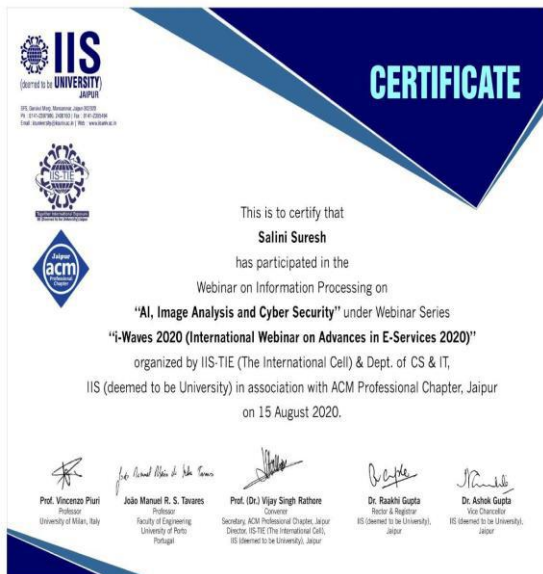 IIS
(deemed to be UNIVERSITY)
JAIPUR
CERTIFICATE
IIS-TIE
Jaipur
acm
Professional
Chapter
This is to certify that
Salini Suresh
has participated in the
Webinar on Information Processing on
“AI, Image Analysis and Cyber Security” under Webinar Series
“i-Waves 2020 (International Webinar on Advances in E-Services 2020)”
organized by IIS-TIE (The International Cell) & Dept. of CS & IT,
IIS (deemed to be University) in association with ACM Professional Chapter, Jaipur
on 15 August 2020.
Prof. Vincenzo Piuri
Professor
University of Milan, Italy
João Manuel R. S. Tavares
Professor
Faculty of Engineering
University of Porto
Portugal
Prof. (Dr.) Vijay Singh Rathore
Convener
Secretary, ACM Professional Chapter, Jaipur
Director, IIS-TIE (The International Cell),
IIS (deemed to be University), Jaipur
Dr. Raakhi Gupta
Rector & Registrar
IIS (deemed to be University),
Jaipur
Dr. Ashok Gupta
Vice Chancellor
IIS (deemed to be University),
Jaipur